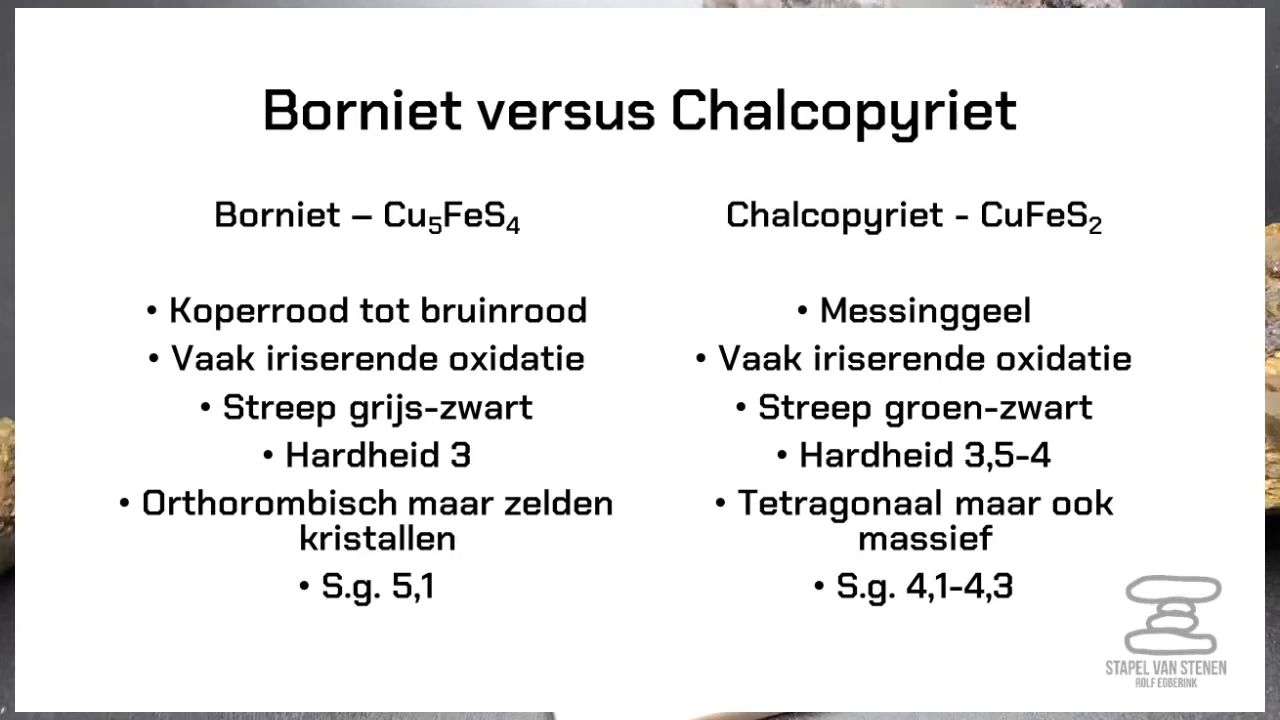 Borniet versus Chalcopyriet
Borniet – Cu₅FeS₄
• Koperrood tot bruinrood
• Vaak iriserende oxidatie
• Streep grijs-zwart
• Hardheid 3
• Orthorombisch maar zelden
kristallen
• S.g. 5,1
Chalcopyriet - CuFeS₂
• Messinggeel
• Vaak iriserende oxidatie
• Streep groen-zwart
• Hardheid 3,5-4
• Tetragonaal maar ook
massief
• S.g. 4,1-4,3
STAPEL VAN STENEN
ROLF EGBERINK